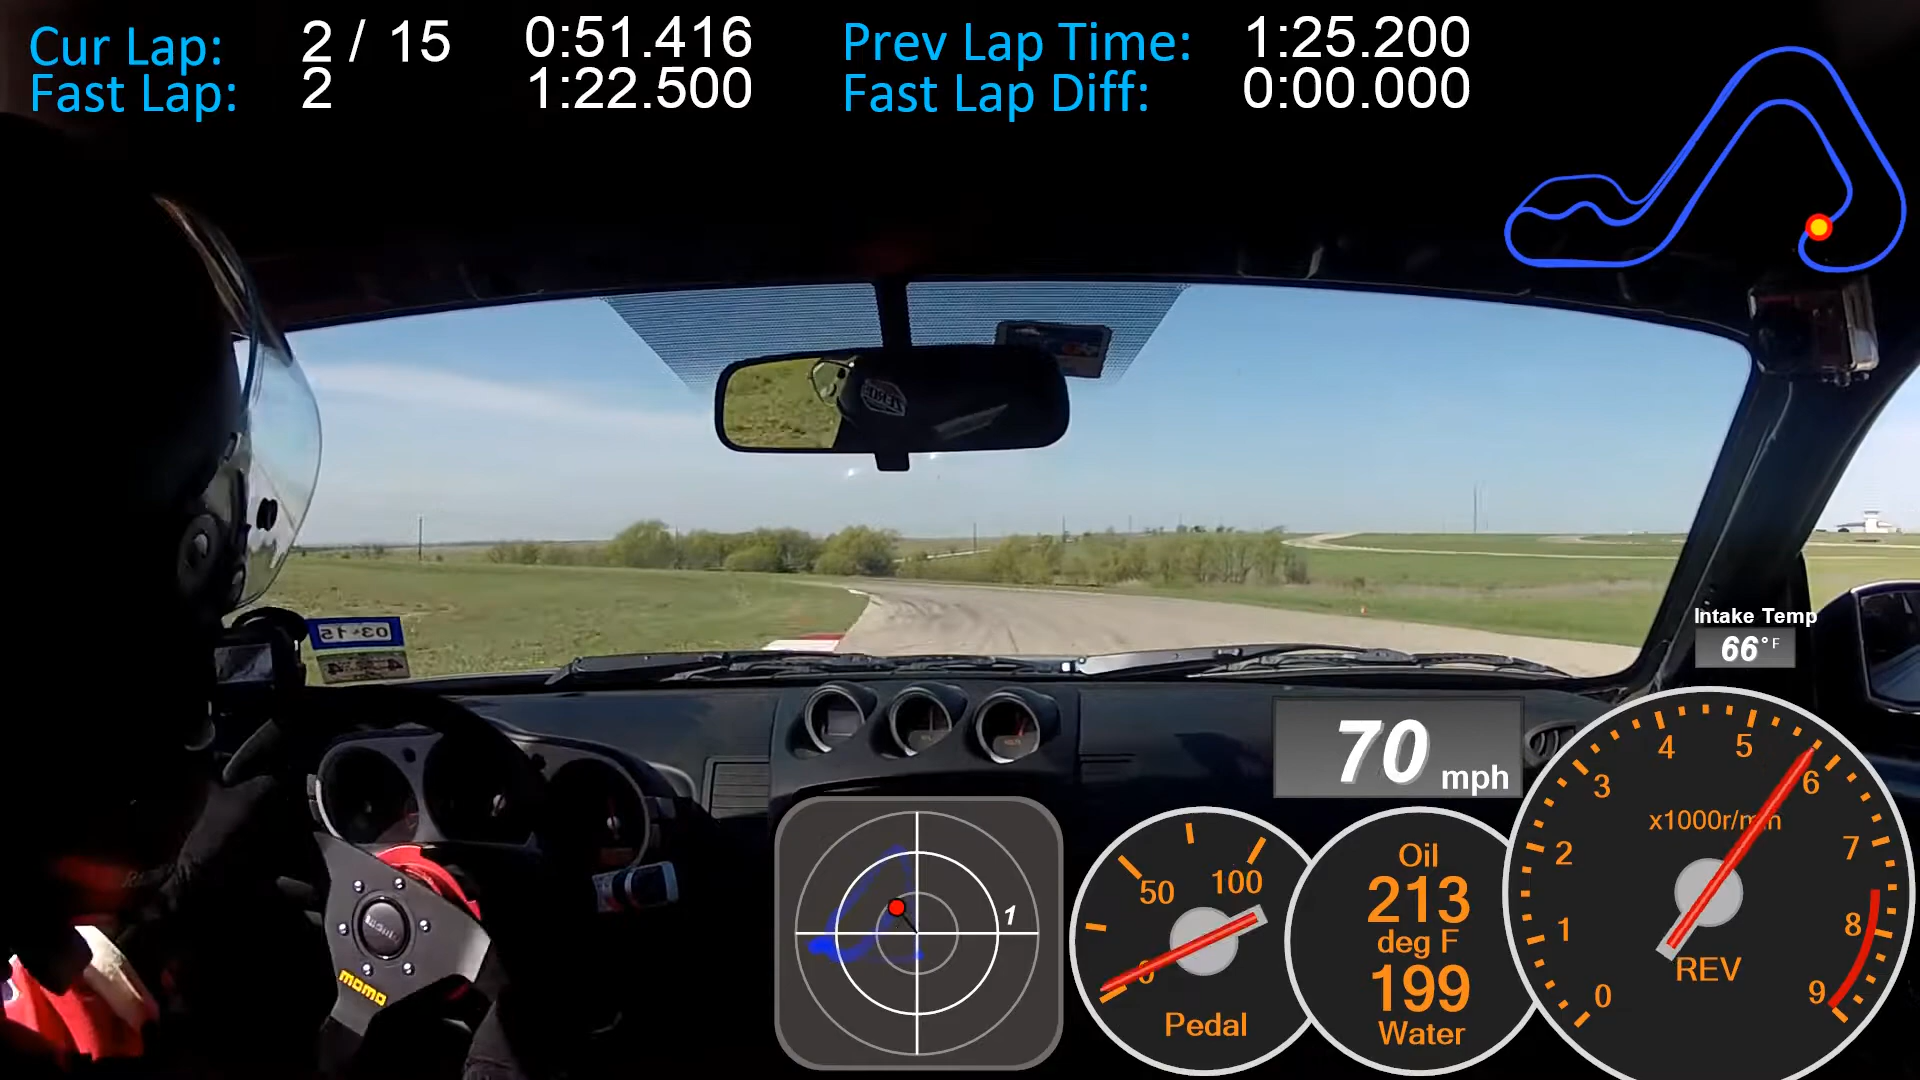 Cur Lap: 2 / 15 0:51.416 Prev Lap Time: 1:25.200
Fast Lap: 2 1:22.500 Fast Lap Diff: 0:00.000
03-15
Intake Temp
66°F
70 mph
momo
1
50
100
0
Pedal
Oil
213
deg F
199
Water
0
1
2
3
4
5
6
7
8
9
x1000r/min
REV